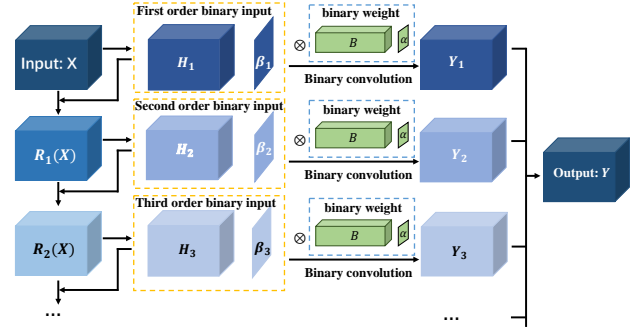 First order binary input
binary weight
Input: X
H1
β1
⊗
B
α
Y1
Binary convolution
Second order binary input
binary weight
R1(X)
H2
β2
⊗
B
α
Y2
Binary convolution
Output: Y
Third order binary input
binary weight
R2(X)
H3
β3
⊗
B
α
Y3
Binary convolution
...
...